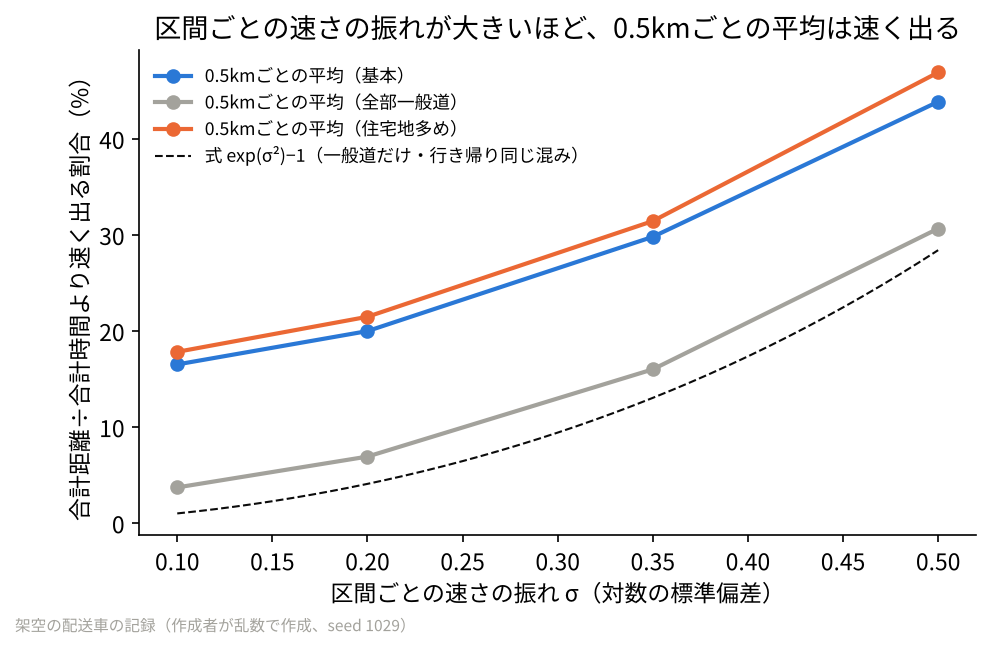 区間ごとの速さの振れが大きいほど、0.5kmごとの平均は速く出る
0.5kmごとの平均（基本）
0.5kmごとの平均（全部一般道）
0.5kmごとの平均（住宅地多め）
式 exp(σ²)−1（一般道だけ・行き帰り同じ混み）
合計距離÷合計時間より速く出る割合（%）
40
30
20
10
0
0.10 0.15 0.20 0.25 0.30 0.35 0.40 0.45 0.50
区間ごとの速さの振れ σ（対数の標準偏差）
架空の配送車の記録（作成者が乱数で作成、seed 1029）